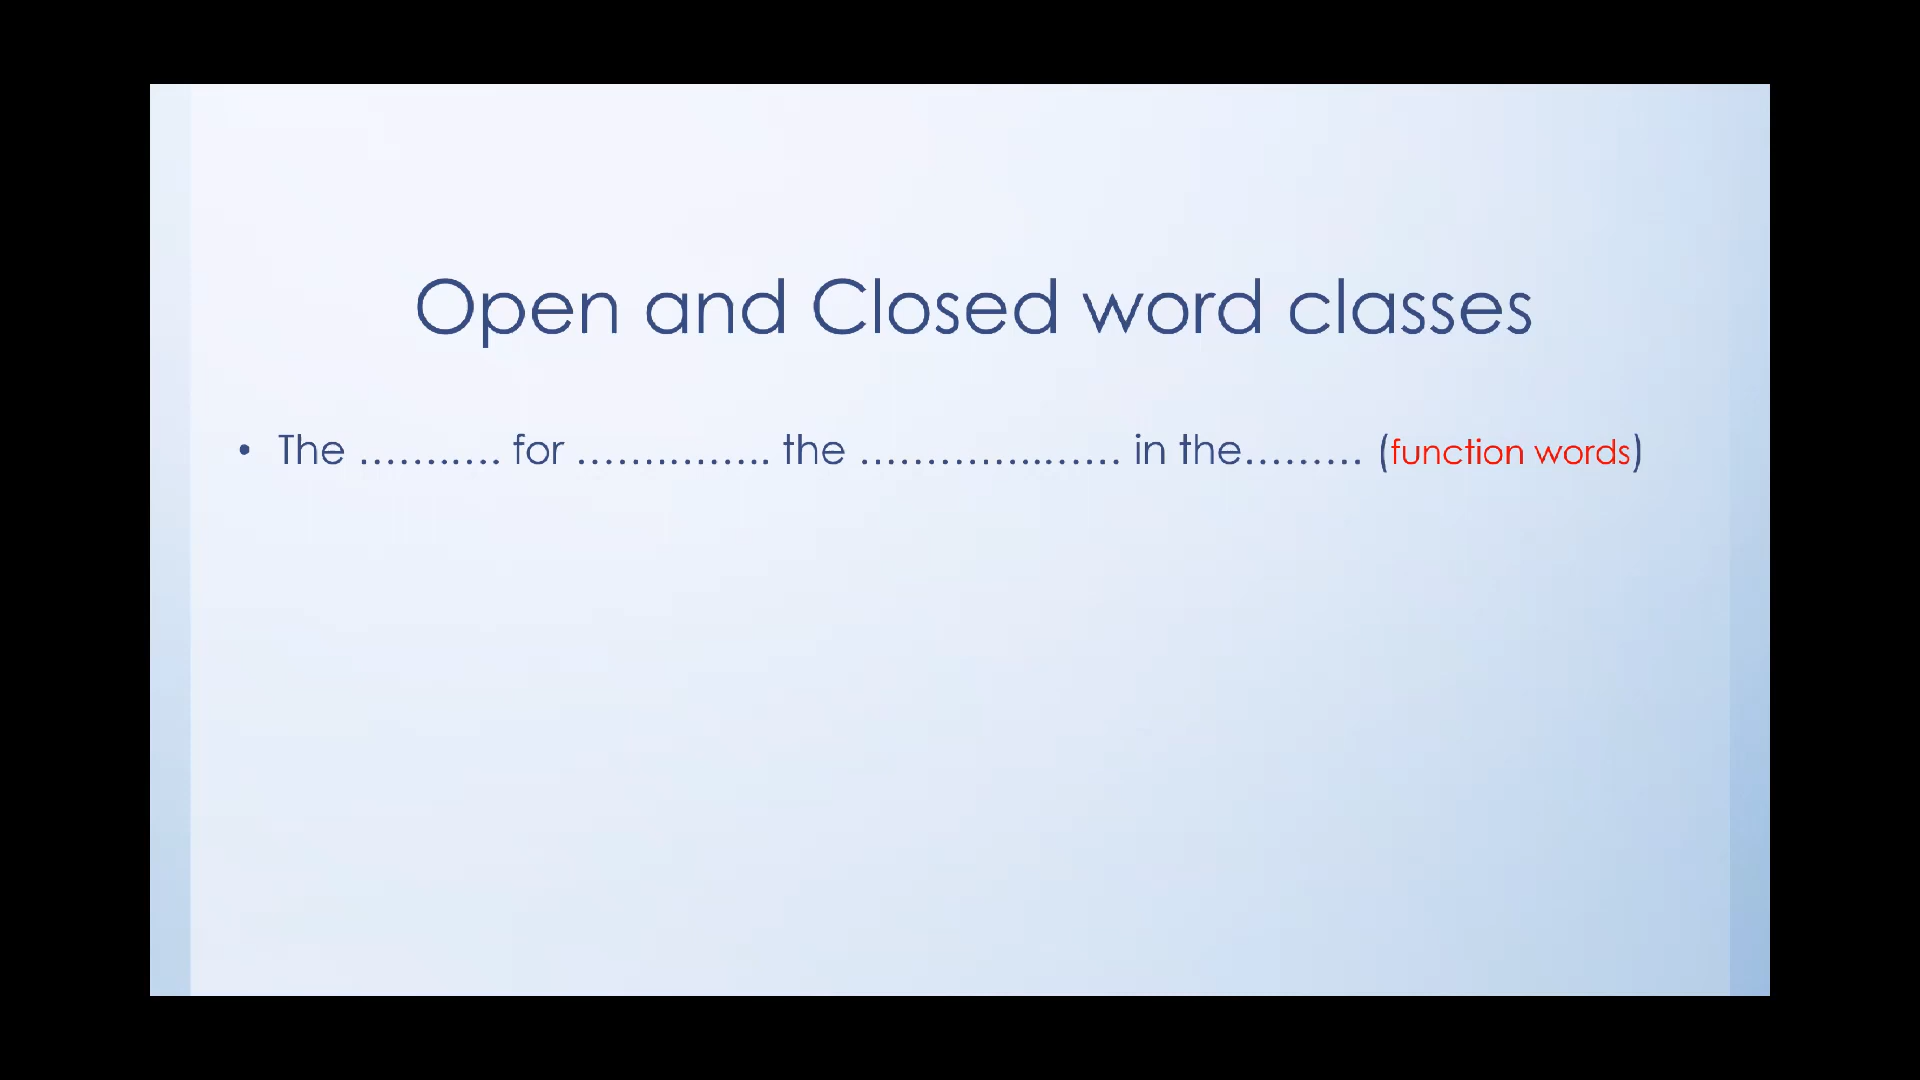 Open and Closed word classes
• The ……..…. for ………….. the …………..…… in the……… (function words)